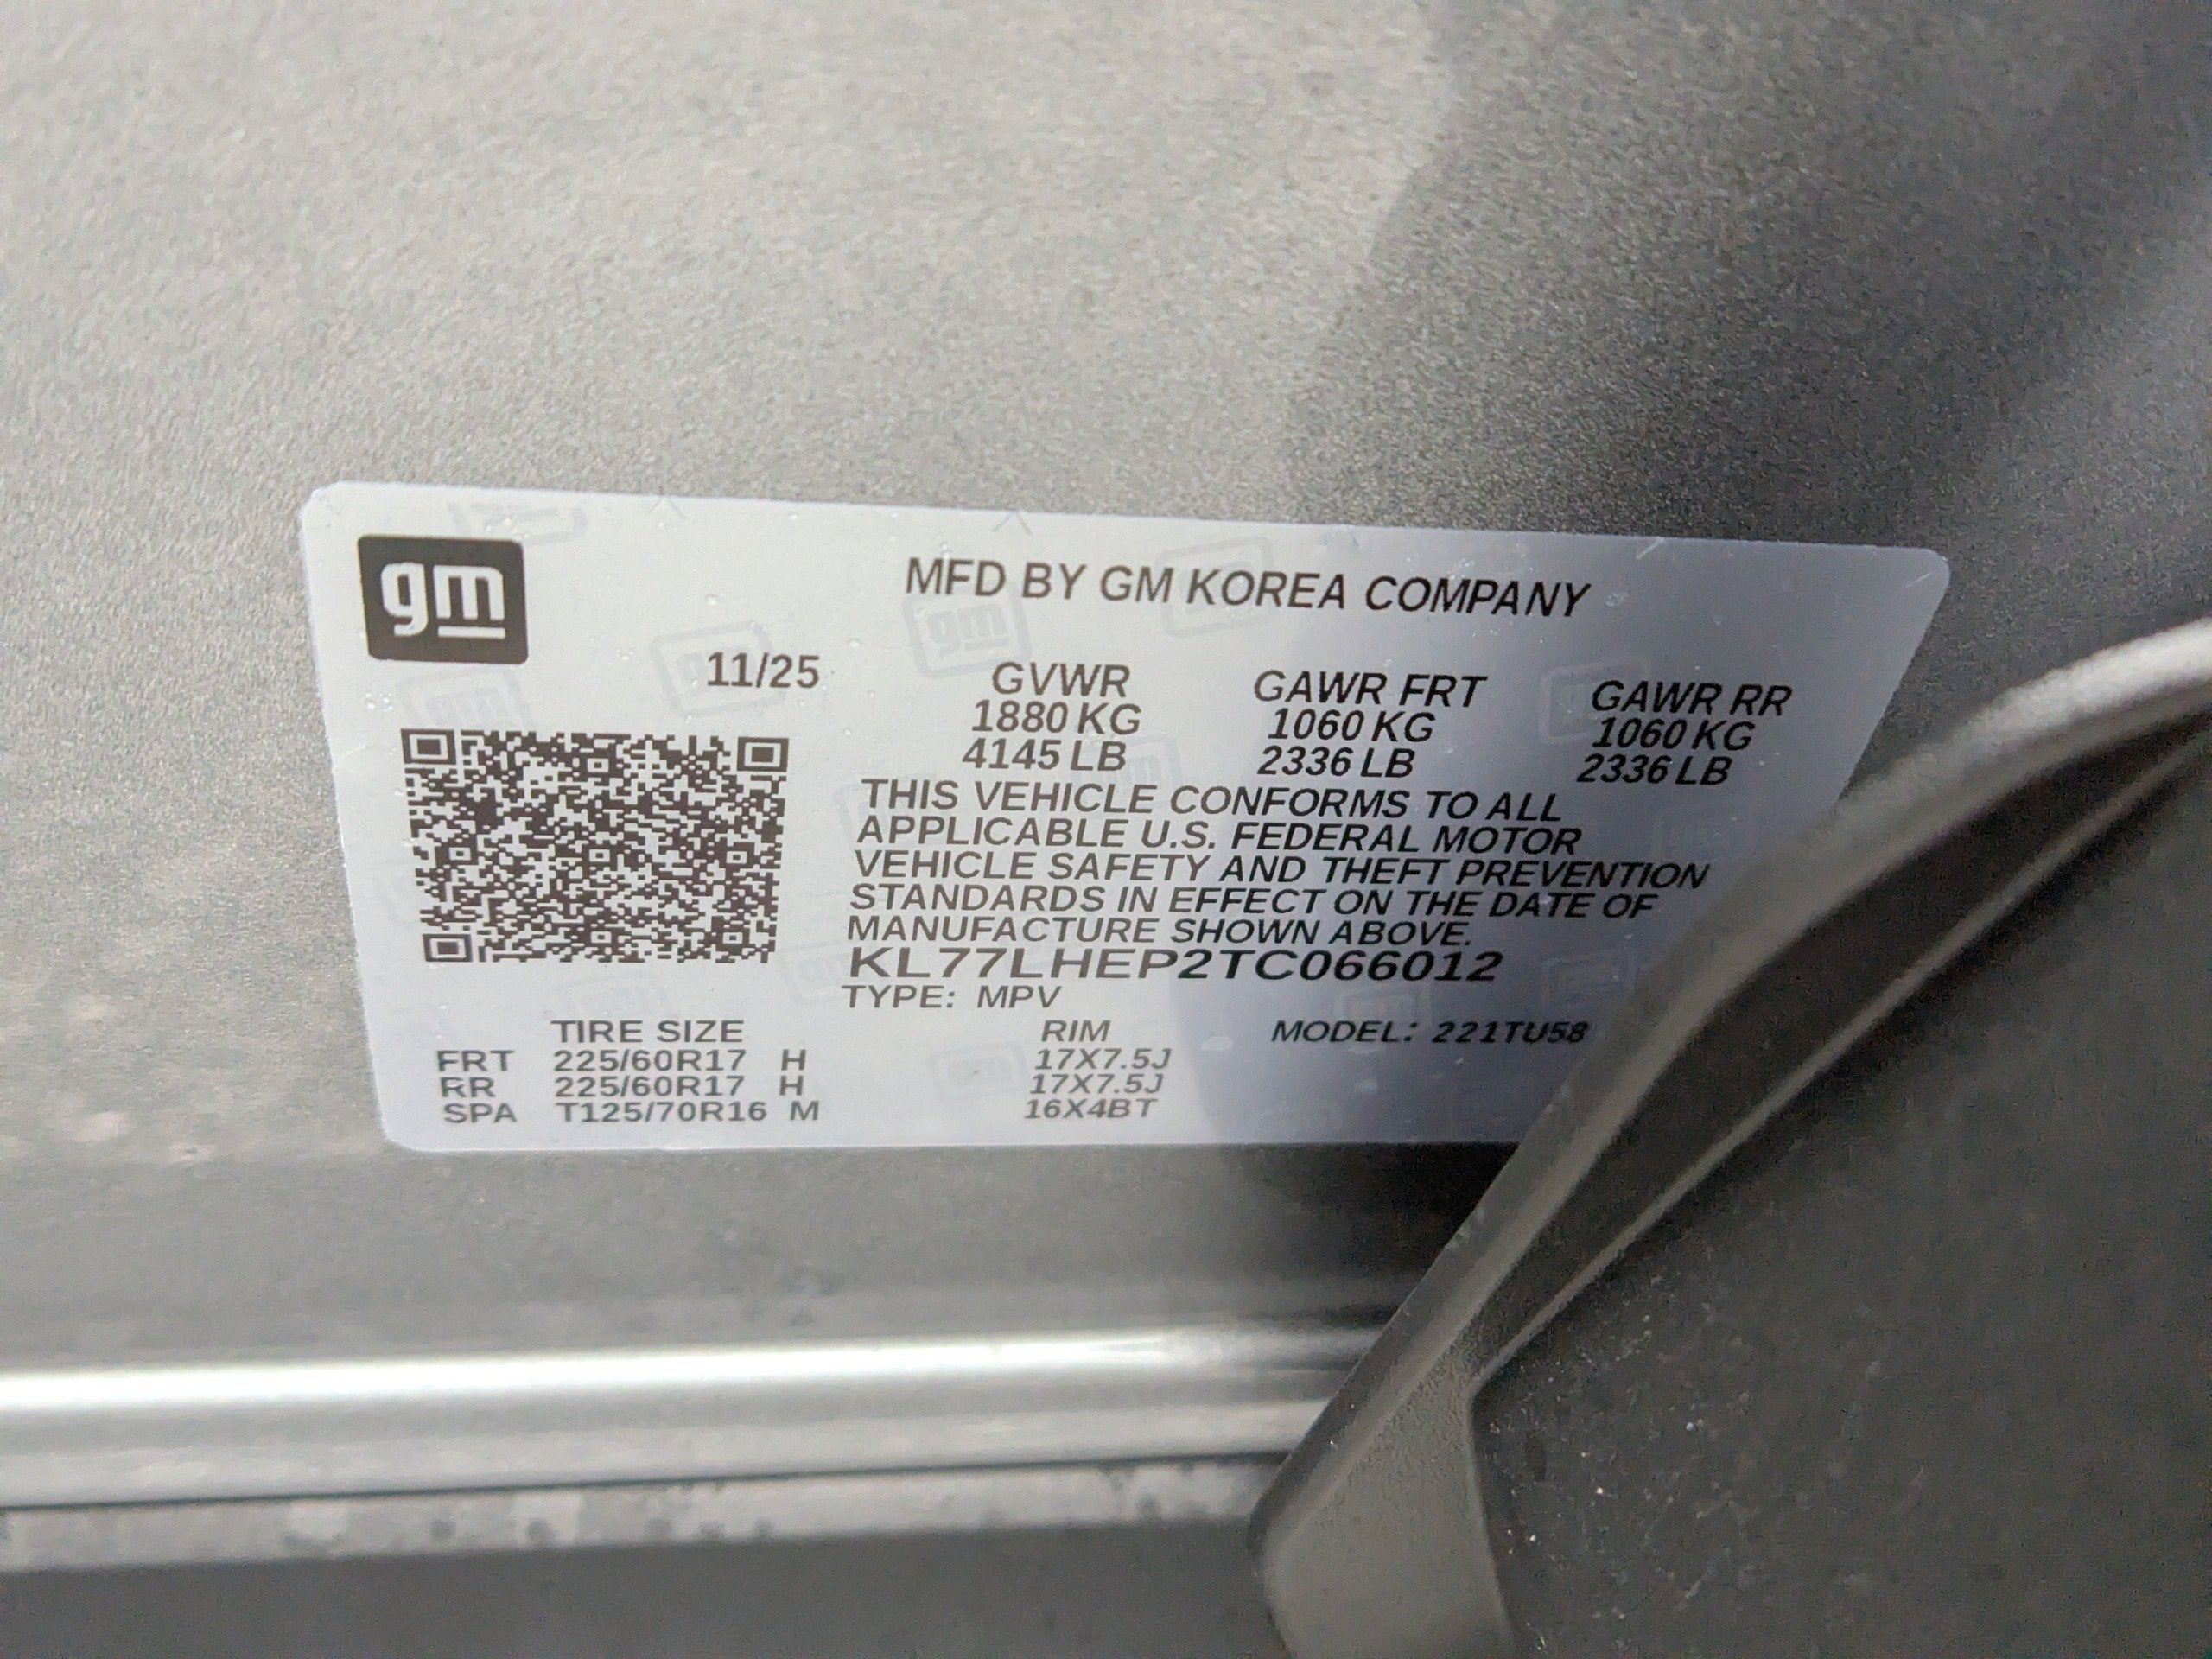 gm
MFD BY GM KOREA COMPANY
11/25
GVWR GAWR FRT GAWR RR
1880 KG 1060 KG 1060 KG
4145 LB 2336 LB 2336 LB
THIS VEHICLE CONFORMS TO ALL
APPLICABLE U.S. FEDERAL MOTOR
VEHICLE SAFETY AND THEFT PREVENTION
STANDARDS IN EFFECT ON THE DATE OF
MANUFACTURE SHOWN ABOVE.
KL77LHEP2TC066012
TYPE: MPV
TIRE SIZE RIM MODEL: 221TU58
FRT 225/60R17 H 17X7.5J
RR 225/60R17 H 17X7.5J
SPA T125/70R16 M 16X4BT